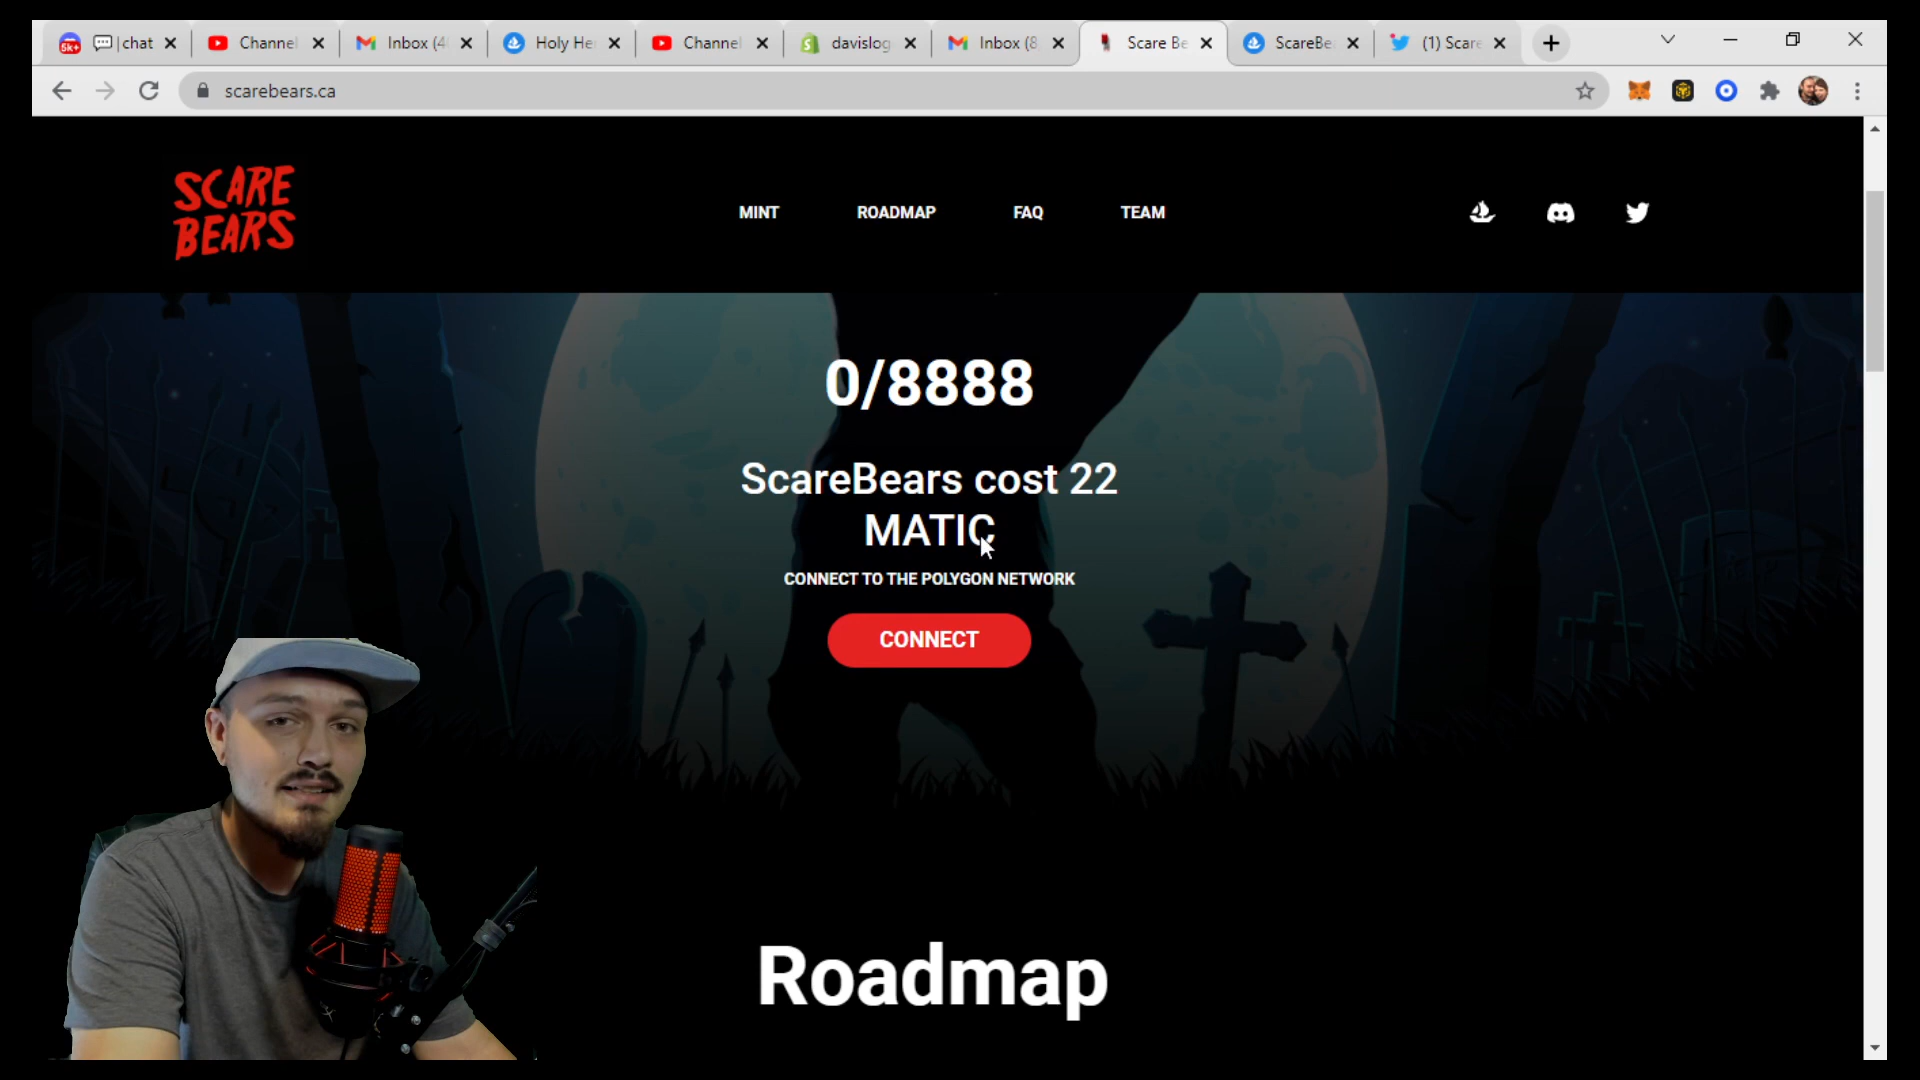 5K+
chat
Channel
Inbox (4
Holy He
Channel
davislog
Inbox (8
Scare Be
ScareBe
(1) Scare
scarebears.ca
SCARE
BEARS
MINT
ROADMAP
FAQ
TEAM
0/8888
ScareBears cost 22
MATIC
CONNECT TO THE POLYGON NETWORK
CONNECT
Roadmap